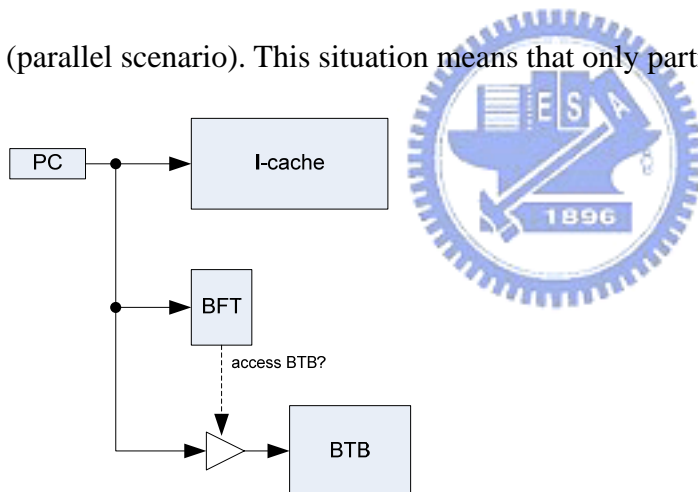 (parallel scenario). This situation means that only part
E S A
1896
PC
I-cache
BFT
access BTB?
BTB